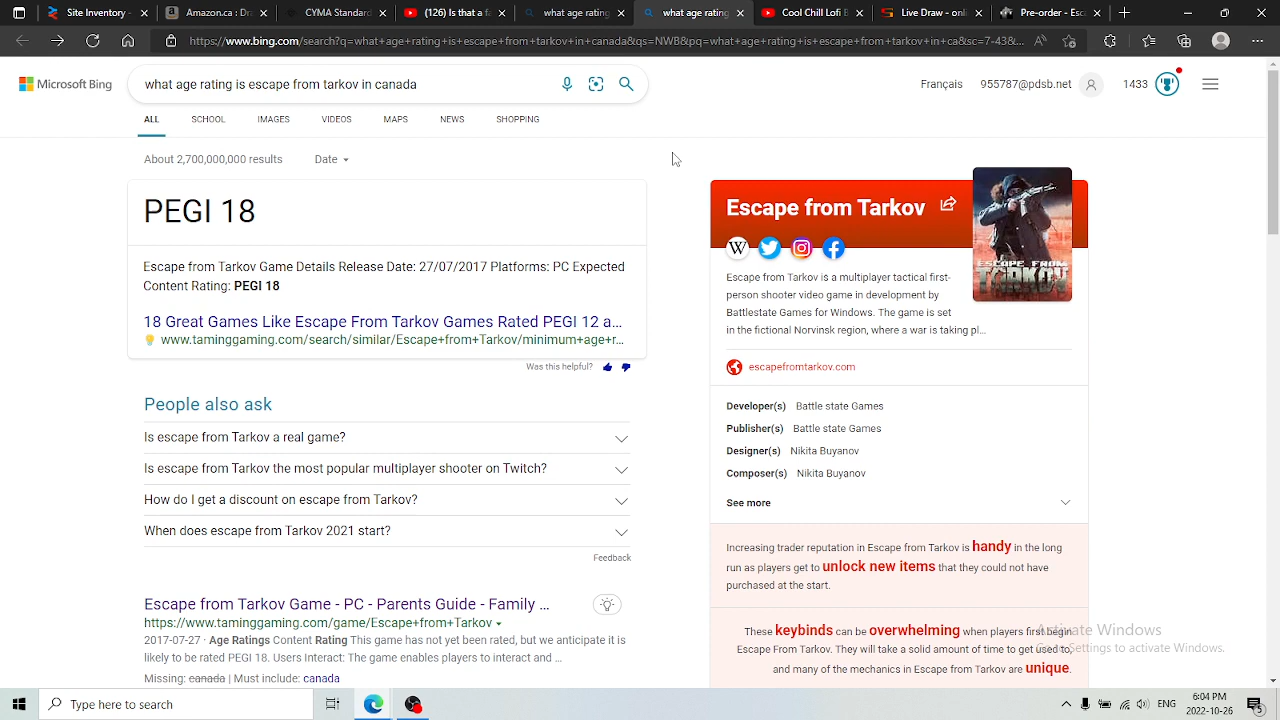 Site Inventory -
Amazon.ca: Dr
CYMA Standard
(126) Is that a r
what age rating
what age rating
Cool Chill Lofi
Live Draw - onli
Pre-order - Esc
https://www.bing.com/search?q=what+age+rating+is+escape+from+tarkov+in+canada&qs=NWB&pq=what+age+rating+is+escape+from+tarkov+in+ca&sc=7-43&...
Microsoft Bing
what age rating is escape from tarkov in canada
Français
955787@pdsb.net
1433
ALL
SCHOOL
IMAGES
VIDEOS
MAPS
NEWS
SHOPPING
About 2,700,000,000 results
Date
PEGI 18
Escape from Tarkov Game Details Release Date: 27/07/2017 Platforms: PC Expected
Content Rating: PEGI 18
18 Great Games Like Escape From Tarkov Games Rated PEGI 12 a...
www.taminggaming.com/search/similar/Escape+from+Tarkov/minimum+age+r...
Was this helpful?
People also ask
Is escape from Tarkov a real game?
Is escape from Tarkov the most popular multiplayer shooter on Twitch?
How do I get a discount on escape from Tarkov?
When does escape from Tarkov 2021 start?
Feedback
Escape from Tarkov Game - PC - Parents Guide - Family ...
https://www.taminggaming.com/game/Escape+from+Tarkov
2017-07-27 · Age Ratings Content Rating This game has not yet been rated, but we anticipate it is
likely to be rated PEGI 18. Users Interact: The game enables players to interact and ...
Missing: canada | Must include: canada
Escape from Tarkov
W
ESCAPE FROM
TARKOV
Escape from Tarkov is a multiplayer tactical first-
person shooter video game in development by
Battlestate Games for Windows. The game is set
in the fictional Norvinsk region, where a war is taking pl...
escapefromtarkov.com
Developer(s) Battle state Games
Publisher(s) Battle state Games
Designer(s) Nikita Buyanov
Composer(s) Nikita Buyanov
See more
Increasing trader reputation in Escape from Tarkov is handy in the long
run as players get to unlock new items that they could not have
purchased at the start.
These keybinds can be overwhelming when players first begin
Escape From Tarkov. They will take a solid amount of time to get used to,
and many of the mechanics in Escape from Tarkov are unique.
Activate Windows
Go to Settings to activate Windows.
Type here to search
ENG
6:04 PM
2022-10-26
5